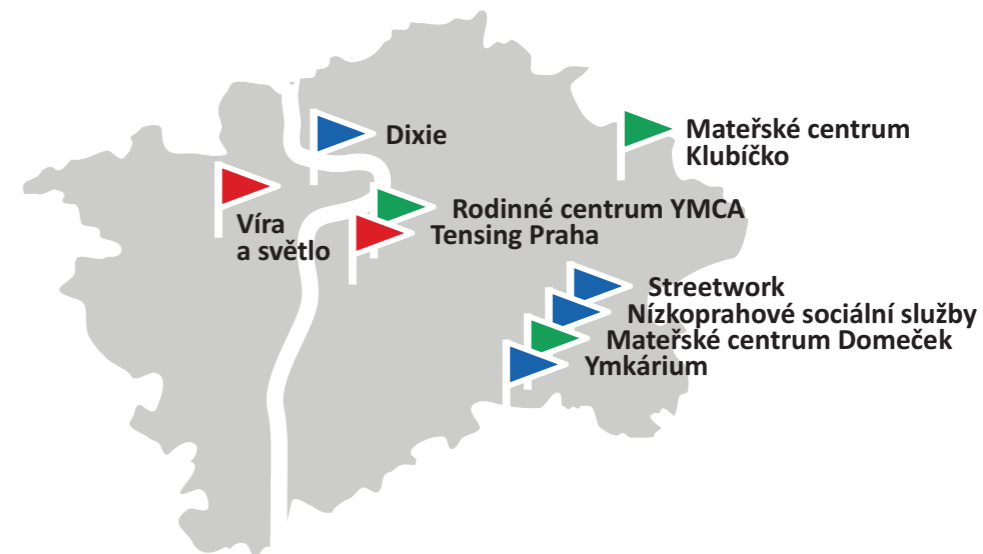 Dixie
Mateřské centrum
Klubíčko
Víra
a světlo
Rodinné centrum YMCA
Tensing Praha
Streetwork
Nízkoprahové sociální služby
Mateřské centrum Domeček
Ymkárium